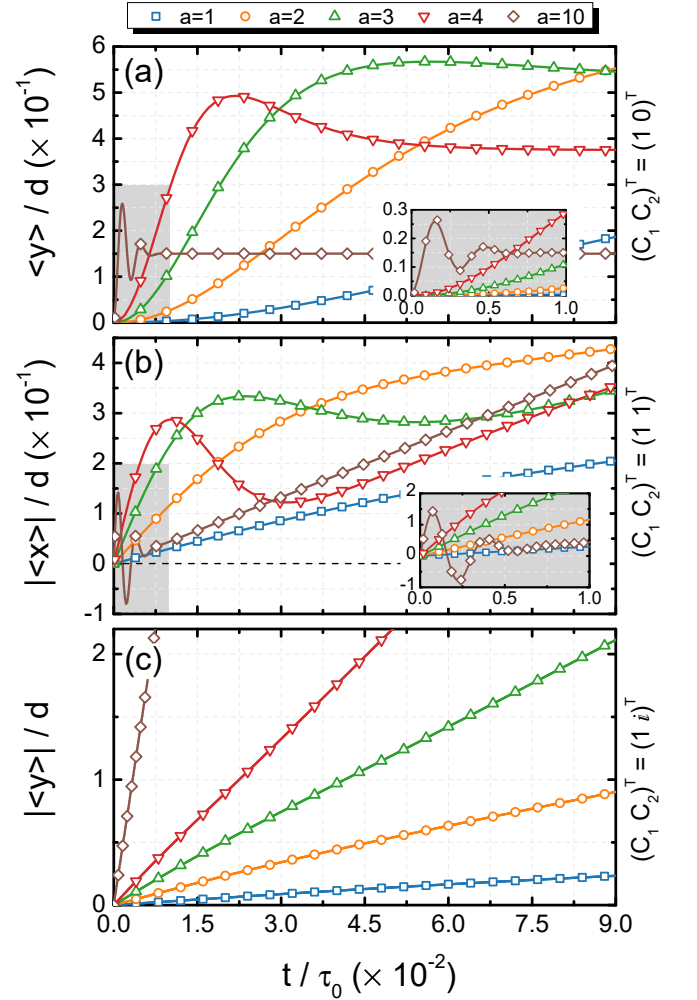 a=1 a=2 a=3 a=4 a=10
(a)
<y> / d (× 10⁻¹)
6
5
4
3
2
1
0
0.3
0.2
0.1
0.0
0.0 0.5 1.0
(C₁ C₂)ᵀ = (1 0)ᵀ
(b)
|<x>| / d (× 10⁻¹)
4
3
2
1
0
-1
2
1
0
-1
0.0 0.5 1.0
(C₁ C₂)ᵀ = (1 1)ᵀ
(c)
|<y>| / d
2
1
0
(C₁ C₂)ᵀ = (1 i)ᵀ
0.0 1.5 3.0 4.5 6.0 7.5 9.0
t / τ₀ (× 10⁻²)